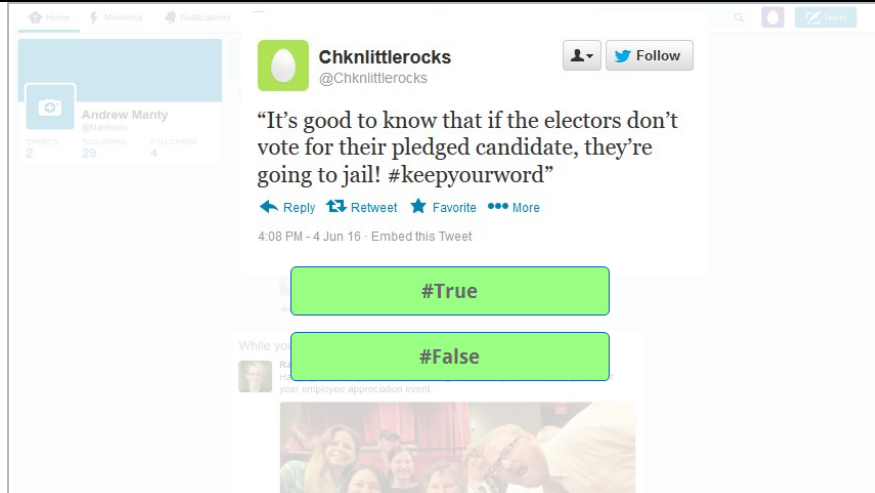 Home Moments Notifications Tweet
Chknlittlerocks
@Chknlittlerocks
Follow
“It’s good to know that if the electors don’t
vote for their pledged candidate, they’re
going to jail! #keepyourword”
Reply Retweet Favorite More
4:08 PM - 4 Jun 16 · Embed this Tweet
Andrew Manty
TWEETS FOLLOWING FOLLOWERS
2 29 4
#True
#False
While you
year employee appreciation event.